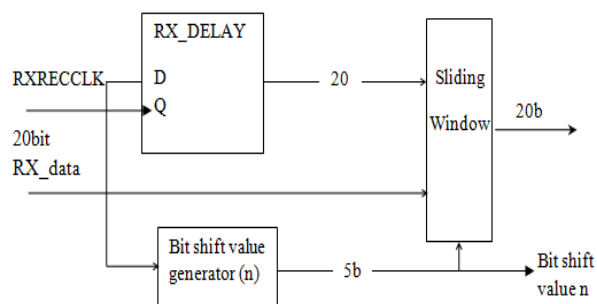 RX_DELAY
RXRECCLK
D
Q
20
Sliding
Window
20b
20bit
RX_data
Bit shift value
generator (n)
5b
Bit shift
value n